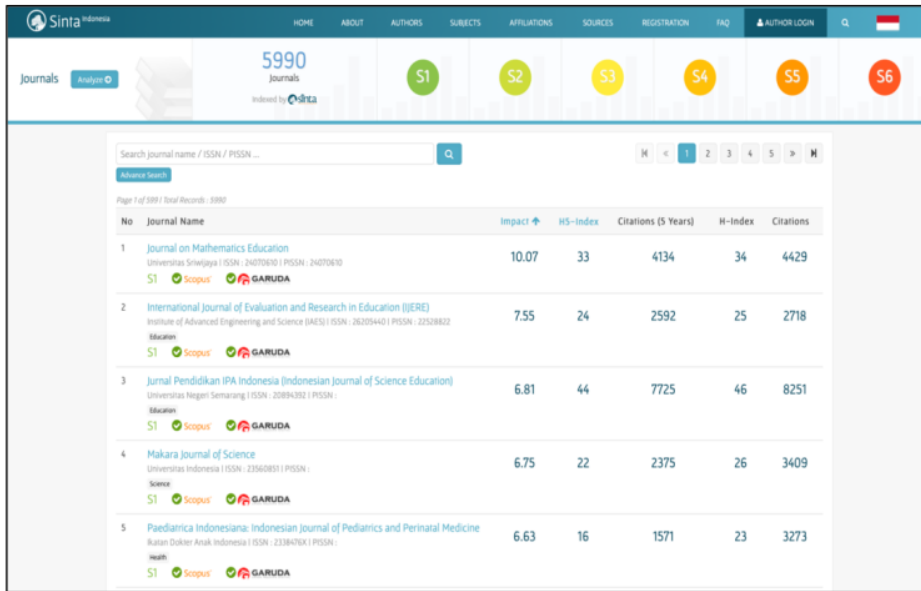 Sinta Indonesia
HOME ABOUT AUTHORS SUBJECTS AFFILIATIONS SOURCES REGISTRATION FAQ AUTHOR LOGIN
Journals Analyze
5990
Journals
Indexed by sinta
S1 S2 S3 S4 S5 S6
Search journal name / ISSN / PISSN ...
1 2 3 4 5
Advance Search
Page 1 of 599 | Total Records : 5990
No Journal Name Impact H5-Index Citations (5 Years) H-Index Citations
1 Journal on Mathematics Education 10.07 33 4134 34 4429
Universitas Sriwijaya | ISSN : 24070610 | PISSN : 24070610
S1 Scopus GARUDA
2 International Journal of Evaluation and Research in Education (IJERE) 7.55 24 2592 25 2718
Institute of Advanced Engineering and Science (IAES) | ISSN : 26205440 | PISSN : 22528822
Education
S1 Scopus GARUDA
3 Jurnal Pendidikan IPA Indonesia (Indonesian Journal of Science Education) 6.81 44 7725 46 8251
Universitas Negeri Semarang | ISSN : 20894392 | PISSN :
Education
S1 Scopus GARUDA
4 Makara Journal of Science 6.75 22 2375 26 3409
Universitas Indonesia | ISSN : 23560851 | PISSN :
Science
S1 Scopus GARUDA
5 Paediatrica Indonesiana: Indonesian Journal of Pediatrics and Perinatal Medicine 6.63 16 1571 23 3273
Ikatan Dokter Anak Indonesia | ISSN : 2338476X | PISSN :
Health
S1 Scopus GARUDA